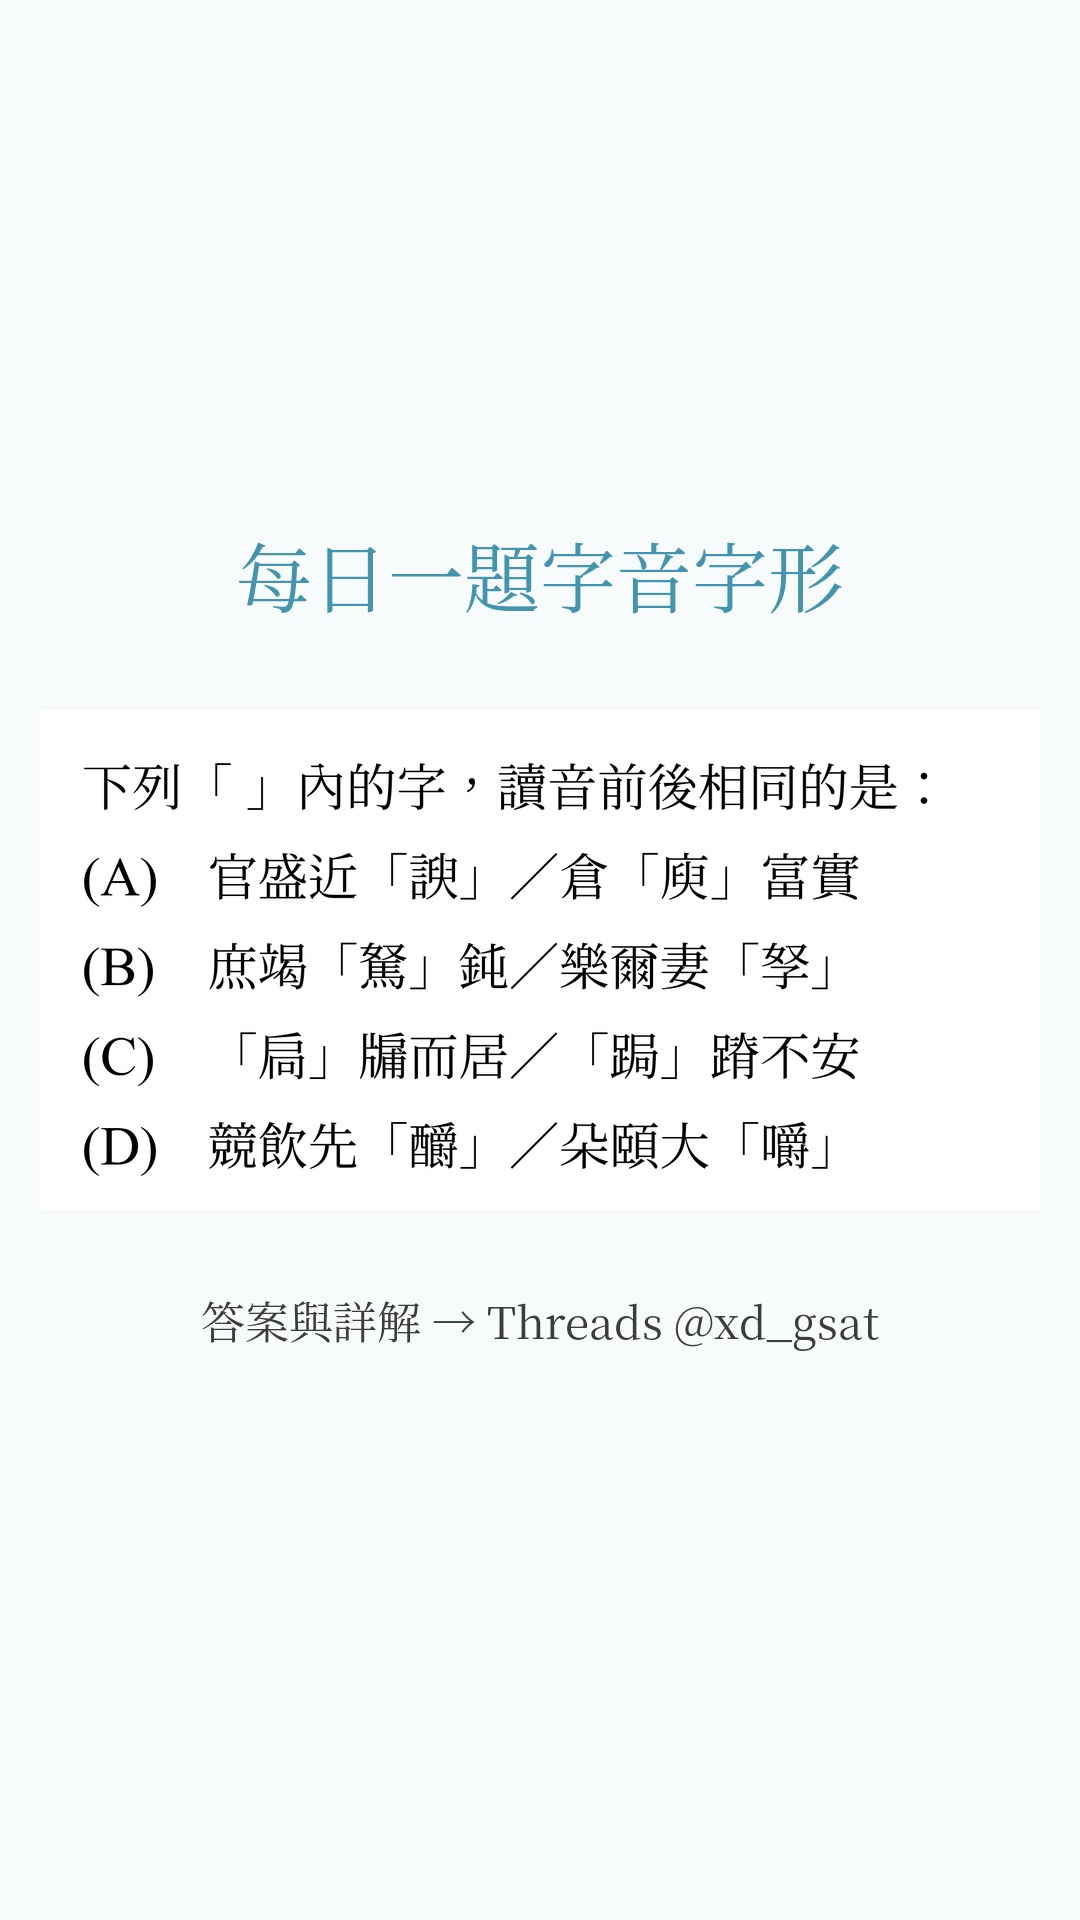 每日一題字音字形
下列「 」內的字，讀音前後相同的是：
(A) 官盛近「諛」／倉「庾」富實
(B) 庶竭「駑」鈍／樂爾妻「孥」
(C) 「扃」牖而居／「跼」蹐不安
(D) 競飲先「釂」／朵頤大「嚼」
答案與詳解 → Threads @xd_gsat